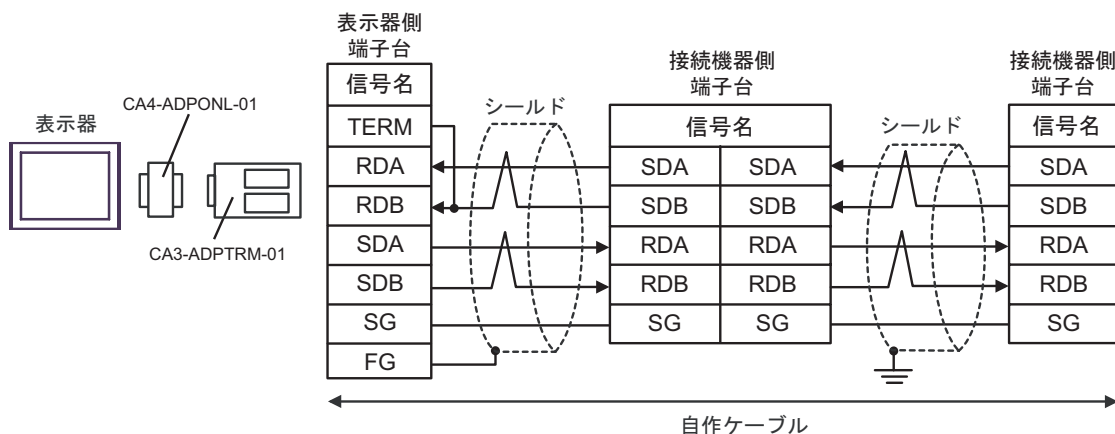 表示器
CA4-ADPONL-01
CA3-ADPTRM-01
表示器側
端子台
信号名
TERM
RDA
RDB
SDA
SDB
SG
FG
シールド
接続機器側
端子台
信号名
SDA SDA
SDB SDB
RDA RDA
RDB RDB
SG SG
シールド
接続機器側
端子台
信号名
SDA
SDB
RDA
RDB
SG
自作ケーブル